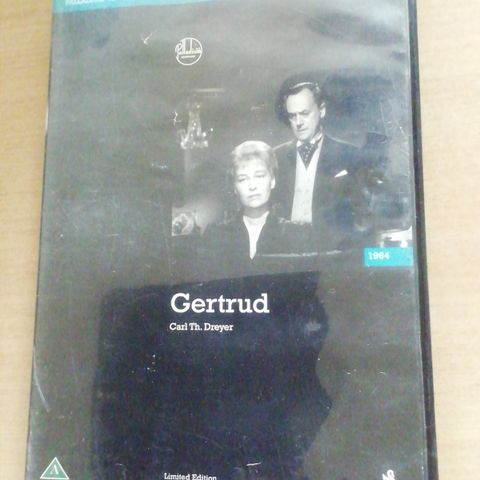 1964
Gertrud
Carl Th. Dreyer
Limited Edition
A